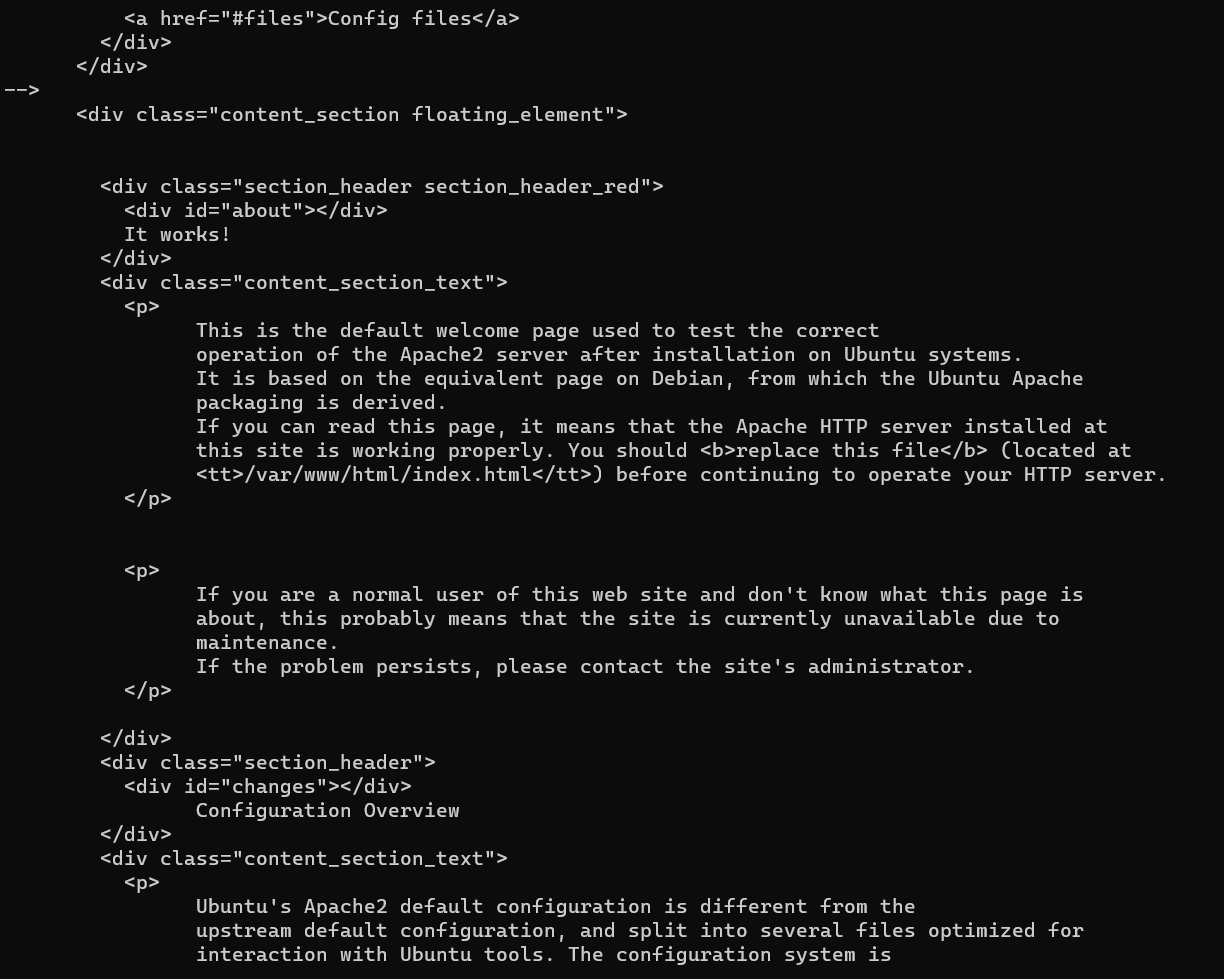 <a href="#files">Config files</a>
</div>
</div>
-->
<div class="content_section floating_element">
<div class="section_header section_header_red">
<div id="about"></div>
It works!
</div>
<div class="content_section_text">
<p>
This is the default welcome page used to test the correct
operation of the Apache2 server after installation on Ubuntu systems.
It is based on the equivalent page on Debian, from which the Ubuntu Apache
packaging is derived.
If you can read this page, it means that the Apache HTTP server installed at
this site is working properly. You should <b>replace this file</b> (located at
<tt>/var/www/html/index.html</tt>) before continuing to operate your HTTP server.
</p>
<p>
If you are a normal user of this web site and don't know what this page is
about, this probably means that the site is currently unavailable due to
maintenance.
If the problem persists, please contact the site's administrator.
</p>
</div>
<div class="section_header">
<div id="changes"></div>
Configuration Overview
</div>
<div class="content_section_text">
<p>
Ubuntu's Apache2 default configuration is different from the
upstream default configuration, and split into several files optimized for
interaction with Ubuntu tools. The configuration system is